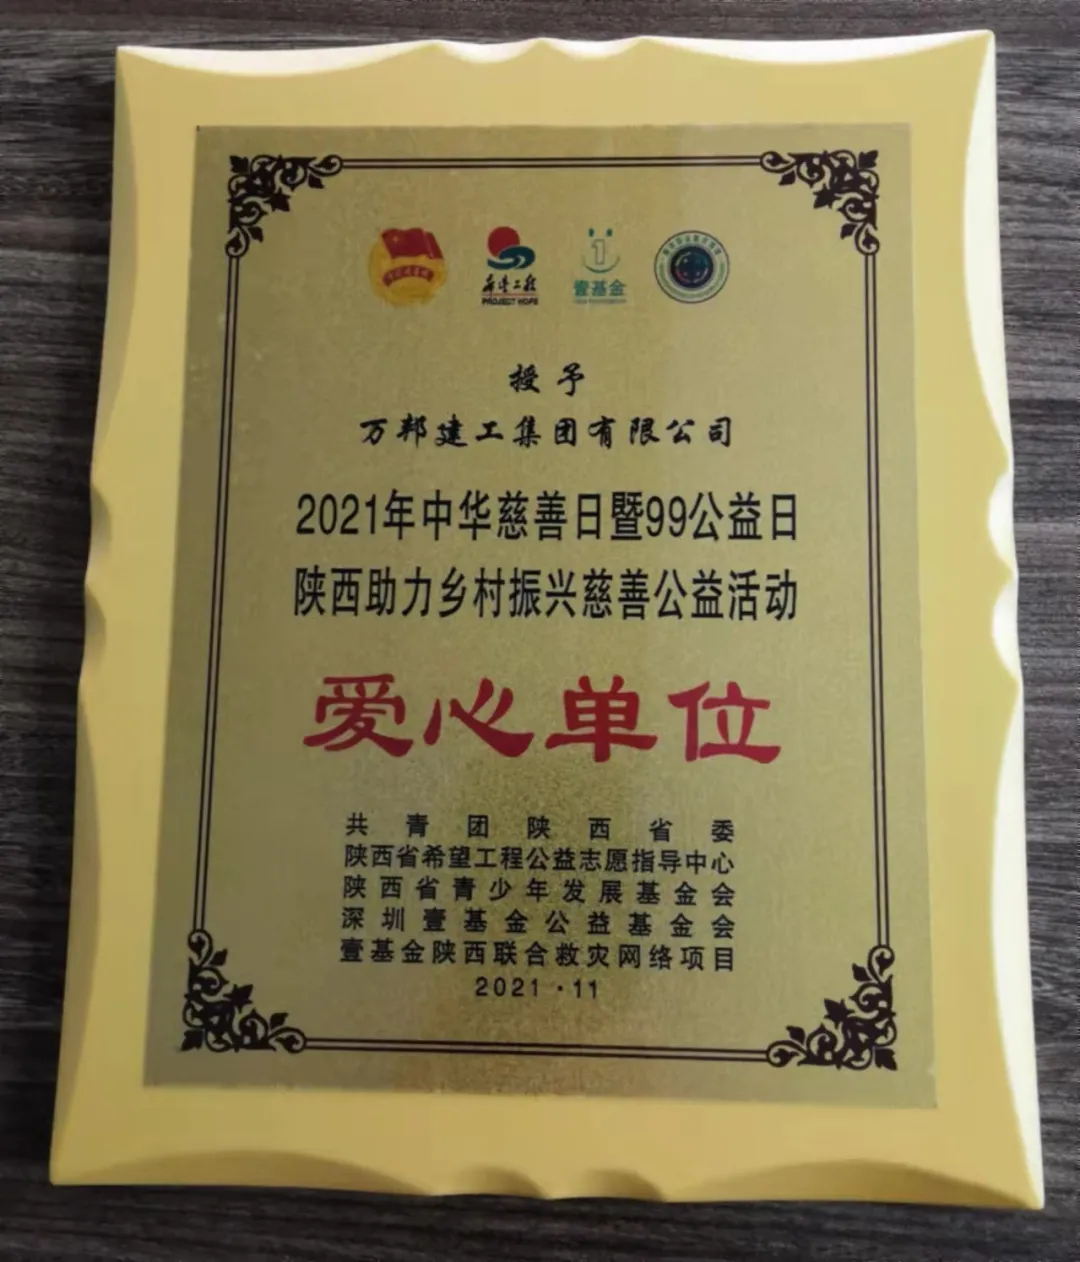 希望工程
PROJECT HOPE
1
壹基金
授予
万邦建工集团有限公司
2021年中华慈善日暨99公益日
陕西助力乡村振兴慈善公益活动
爱心单位
共青团陕西省委
陕西省希望工程公益志愿指导中心
陕西省青少年发展基金会
深圳壹基金公益基金会
壹基金陕西联合救灾网络项目
2021·11